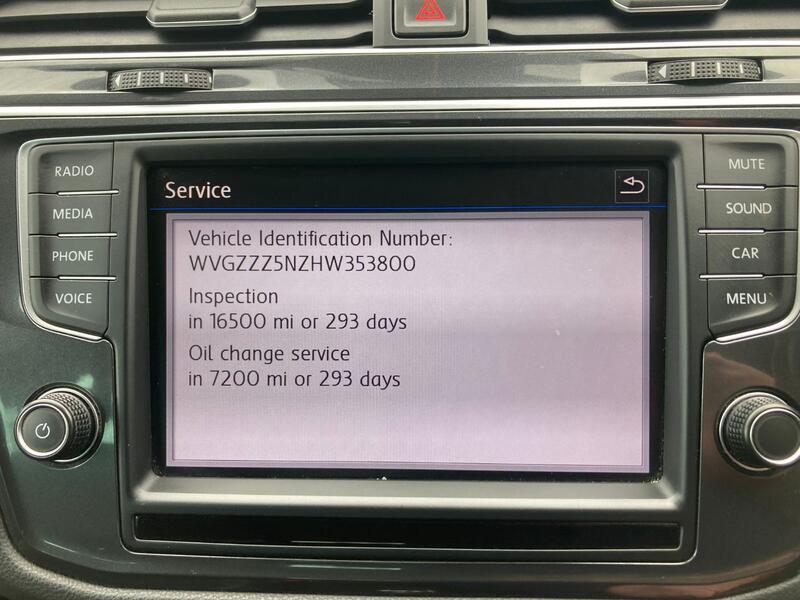 RADIO
MEDIA
PHONE
VOICE
Service
Vehicle Identification Number:
WVGZZZ5NZHW353800
Inspection
in 16500 mi or 293 days
Oil change service
in 7200 mi or 293 days
MUTE
SOUND
CAR
MENU